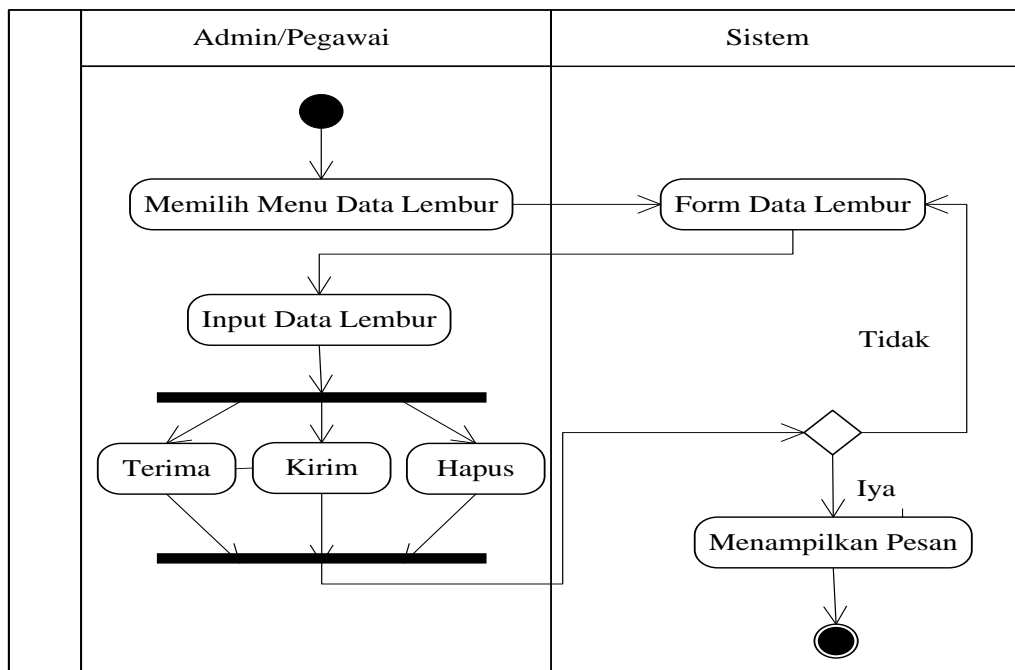 Admin/Pegawai
Sistem
Memilih Menu Data Lembur
Form Data Lembur
Input Data Lembur
Tidak
Terima
Kirim
Hapus
Iya
Menampilkan Pesan